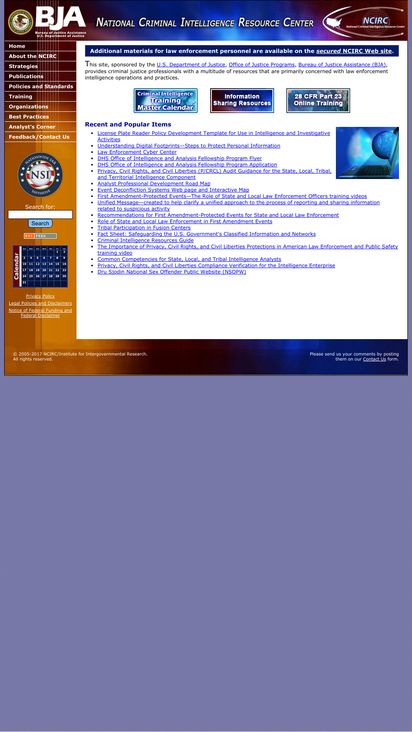 BJA
Bureau of Justice Assistance
U.S. Department of Justice
NATIONAL CRIMINAL INTELLIGENCE RESOURCE CENTER
NCIRC
Home
About the NCIRC
Strategies
Publications
Policies and Standards
Training
Organizations
Best Practices
Analyst's Corner
Feedback/Contact Us
NSI
Search for:
Search
Calendar
Privacy Policy
Legal Policies and Disclaimers
Notice of Federal Funding and
Federal Disclaimer
Additional materials for law enforcement personnel are available on the secured NCIRC Web site.
This site, sponsored by the U.S. Department of Justice, Office of Justice Programs, Bureau of Justice Assistance (BJA),
provides criminal justice professionals with a multitude of resources that are primarily concerned with law enforcement
intelligence operations and practices.
Criminal Intelligence
Training
Master Calendar
Information
Sharing Resources
28 CFR Part 23
Online Training
Recent and Popular Items
License Plate Reader Policy Development Template for Use in Intelligence and Investigative
Activities
Understanding Digital Footprints—Steps to Protect Personal Information
Law Enforcement Cyber Center
DHS Office of Intelligence and Analysis Fellowship Program Flyer
DHS Office of Intelligence and Analysis Fellowship Program Application
Privacy, Civil Rights, and Civil Liberties (P/CRCL) Audit Guidance for the State, Local, Tribal,
and Territorial Intelligence Component
Analyst Professional Development Road Map
Event Deconfliction Systems Web page and Interactive Map
First Amendment-Protected Events—The Role of State and Local Law Enforcement Officers training videos
Unified Message—created to help clarify a unified approach to the process of reporting and sharing information
related to suspicious activity
Recommendations for First Amendment-Protected Events for State and Local Law Enforcement
Role of State and Local Law Enforcement in First Amendment Events
Tribal Participation in Fusion Centers
Fact Sheet: Safeguarding the U.S. Government's Classified Information and Networks
Criminal Intelligence Resources Guide
The Importance of Privacy, Civil Rights, and Civil Liberties Protections in American Law Enforcement and Public Safety
training video
Common Competencies for State, Local, and Tribal Intelligence Analysts
Privacy, Civil Rights, and Civil Liberties Compliance Verification for the Intelligence Enterprise
Dru Sjodin National Sex Offender Public Website (NSOPW)
© 2005-2017 NCIRC/Institute for Intergovernmental Research.
All rights reserved.
Please send us your comments by posting
them on our Contact Us form.